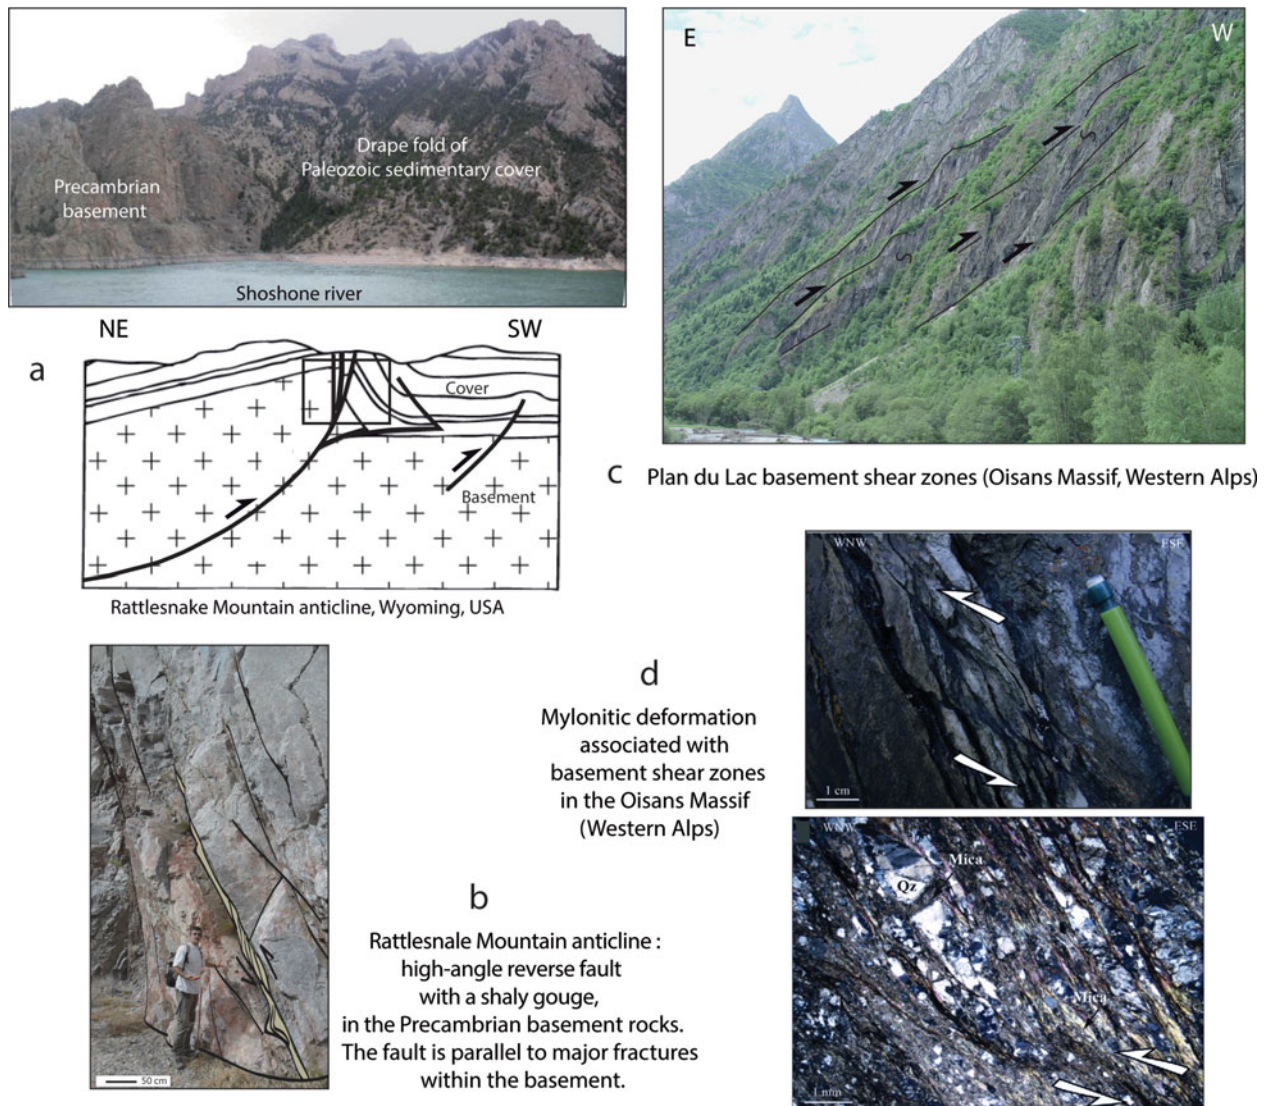 Precambrian
basement
Drape fold of
Paleozoic sedimentary cover
Shoshone river
NE
SW
a
Cover
Basement
Rattlesnake Mountain anticline, Wyoming, USA
E
W
S
S
c Plan du Lac basement shear zones (Oisans Massif, Western Alps)
50 cm
b
Rattlesnale Mountain anticline :
high-angle reverse fault
with a shaly gouge,
in the Precambrian basement rocks.
The fault is parallel to major fractures
within the basement.
d
Mylonitic deformation
associated with
basement shear zones
in the Oisans Massif
(Western Alps)
WNW
ESE
1 cm
WNW
ESE
Mica
Qz
Mica
1 mm